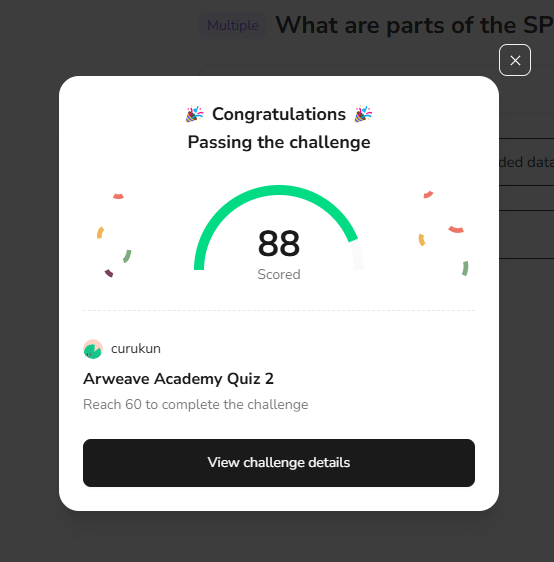 Multiple What are parts of the SP
🎉 Congratulations 🎉
Passing the challenge
ded data
88
Scored
curukun
Arweave Academy Quiz 2
Reach 60 to complete the challenge
View challenge details